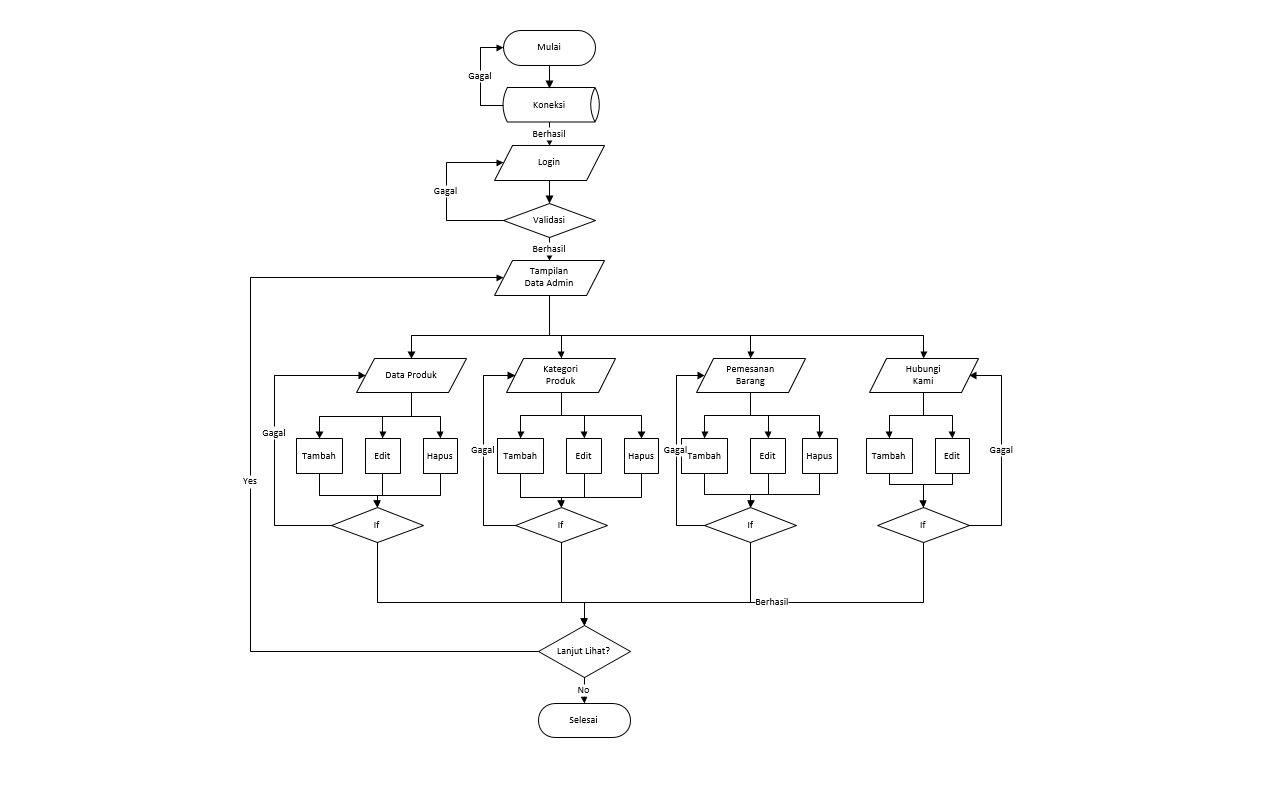 Mulai
Gagal
Koneksi
Berhasil
Login
Gagal
Validasi
Berhasil
Tampilan
Data Admin
Data Produk
Kategori
Produk
Pemesanan
Barang
Hubungi
Kami
Gagal
Tambah
Edit
Hapus
Gagal
Tambah
Edit
Hapus
Gagal
Tambah
Edit
Hapus
Tambah
Edit
Gagal
Yes
If
If
If
If
Berhasil
Lanjut Lihat?
No
Selesai